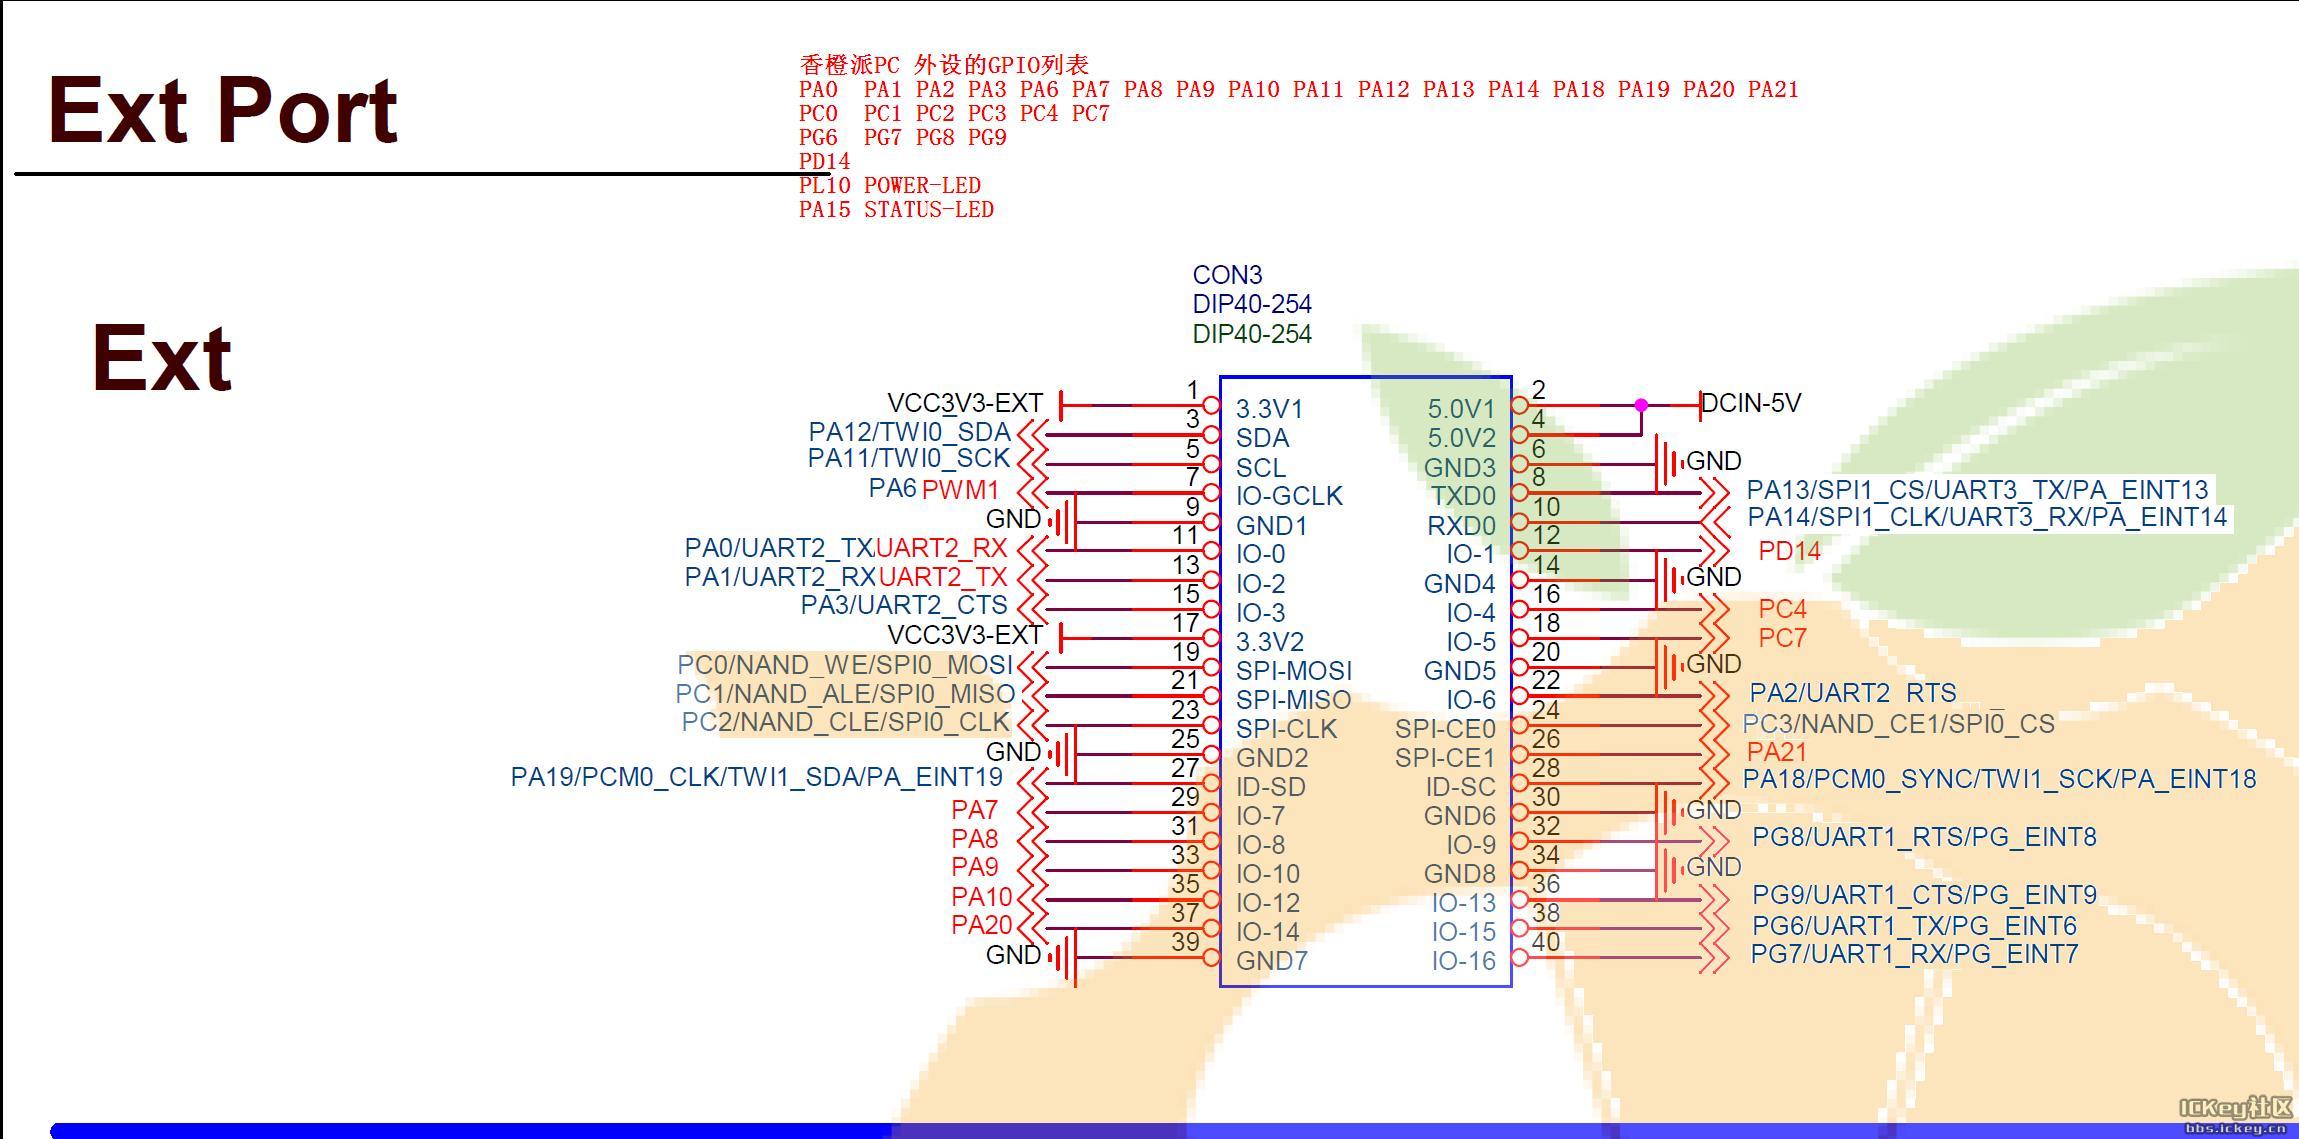 Ext Port
香橙派PC 外设的GPIO列表
PA0 PA1 PA2 PA3 PA6 PA7 PA8 PA9 PA10 PA11 PA12 PA13 PA14 PA18 PA19 PA20 PA21
PC0 PC1 PC2 PC3 PC4 PC7
PG6 PG7 PG8 PG9
PD14
PL10 POWER-LED
PA15 STATUS-LED
Ext
CON3
DIP40-254
DIP40-254
VCC3V3-EXT 1 3.3V1 5.0V1 2 DCIN-5V
PA12/TWI0_SDA 3 SDA 5.0V2 4
PA11/TWI0_SCK 5 SCL GND3 6 GND
PA6 PWM1 7 IO-GCLK TXD0 8 PA13/SPI1_CS/UART3_TX/PA_EINT13
GND 9 GND1 RXD0 10 PA14/SPI1_CLK/UART3_RX/PA_EINT14
PA0/UART2_TX UART2_RX 11 IO-0 IO-1 12 PD14
PA1/UART2_RX UART2_TX 13 IO-2 GND4 14 GND
PA3/UART2_CTS 15 IO-3 IO-4 16 PC4
VCC3V3-EXT 17 3.3V2 IO-5 18 PC7
PC0/NAND_WE/SPI0_MOSI 19 SPI-MOSI GND5 20 GND
PC1/NAND_ALE/SPI0_MISO 21 SPI-MISO IO-6 22 PA2/UART2_RTS
PC2/NAND_CLE/SPI0_CLK 23 SPI-CLK SPI-CE0 24 PC3/NAND_CE1/SPI0_CS
GND 25 GND2 SPI-CE1 26 PA21
PA19/PCM0_CLK/TWI1_SDA/PA_EINT19 27 ID-SD ID-SC 28 PA18/PCM0_SYNC/TWI1_SCK/PA_EINT18
PA7 29 IO-7 GND6 30 GND
PA8 31 IO-8 IO-9 32 PG8/UART1_RTS/PG_EINT8
PA9 33 IO-10 GND8 34 GND
PA10 35 IO-12 IO-13 36 PG9/UART1_CTS/PG_EINT9
PA20 37 IO-14 IO-15 38 PG6/UART1_TX/PG_EINT6
GND 39 GND7 IO-16 40 PG7/UART1_RX/PG_EINT7
ICKey社区
bbs.ickey.cn